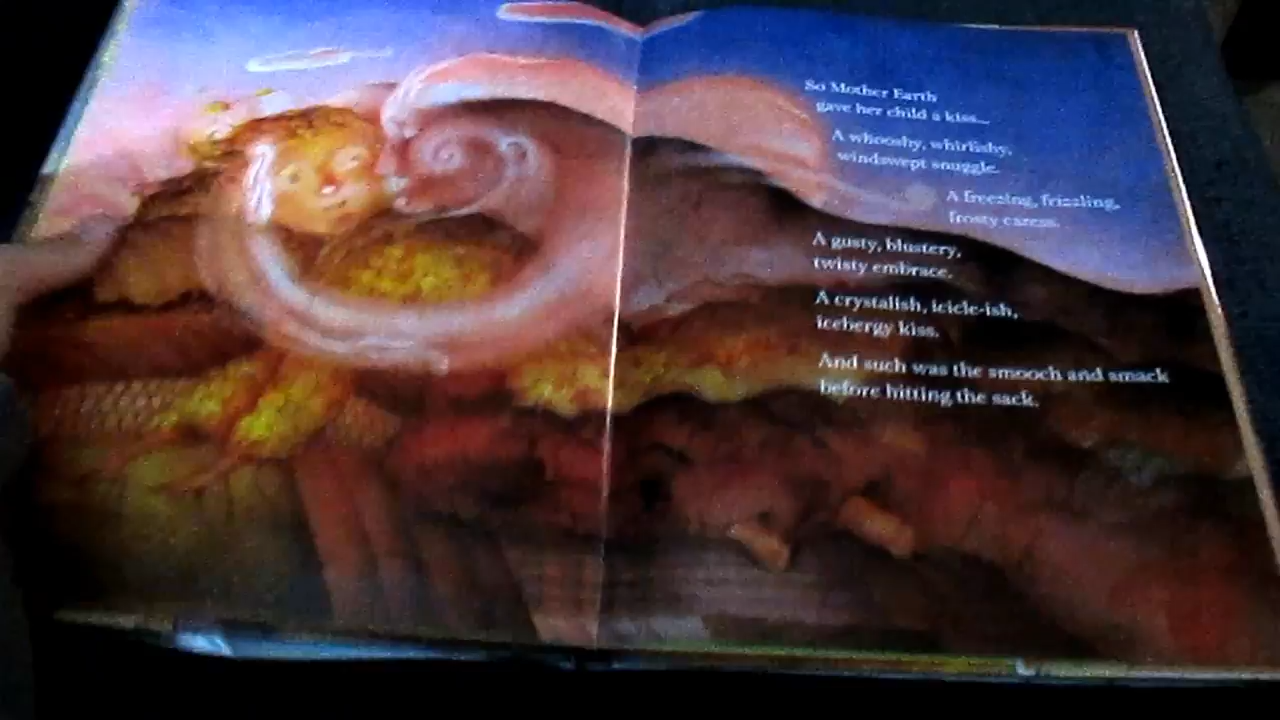 So Mother Earth
gave her child a kiss...
A whooshy, whirlishy,
windswept snuggle.
A freezing, frizzling,
frosty caress.
A gusty, blustery,
twisty embrace.
A crystalish, icicle-ish,
icebergy kiss.
And such was the smooch and smack
before hitting the sack.